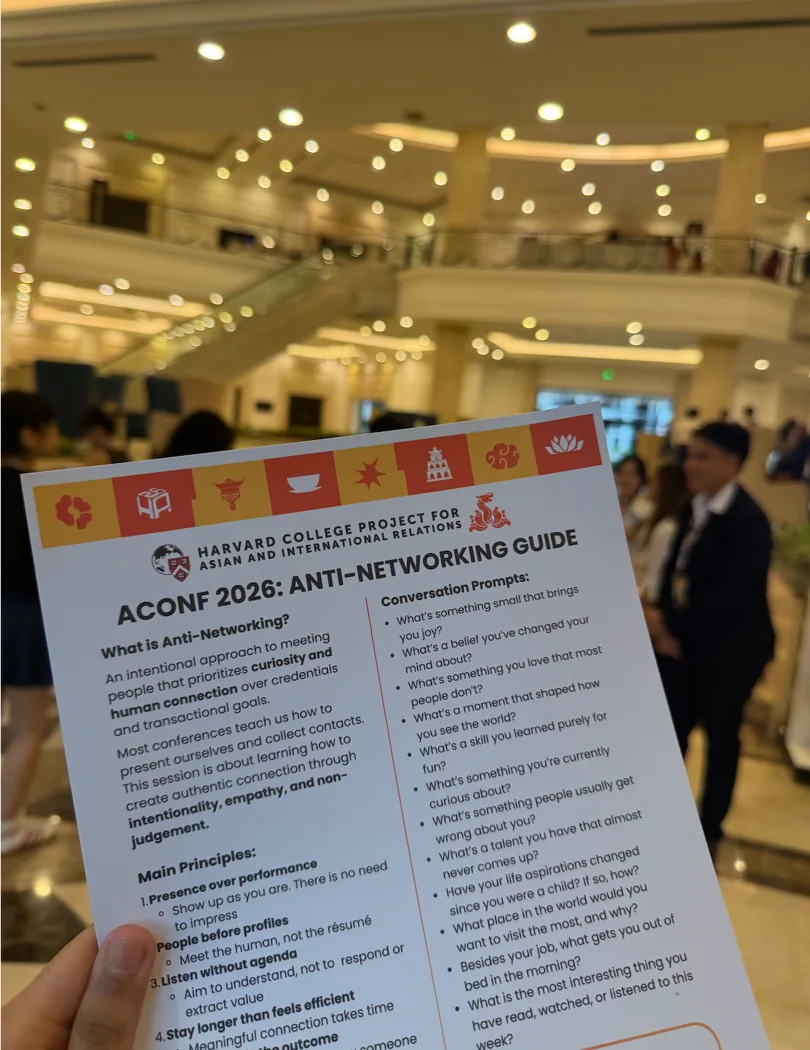 HARVARD COLLEGE PROJECT FOR
ASIAN AND INTERNATIONAL RELATIONS
ACONF 2026: ANTI-NETWORKING GUIDE
What is Anti-Networking?
An intentional approach to meeting
people that prioritizes curiosity and
human connection over credentials
and transactional goals.
Most conferences teach us how to
present ourselves and collect contacts.
This session is about learning how to
create authentic connection through
intentionality, empathy, and non-
judgement.
Main Principles:
1. Presence over performance
Show up as you are. There is no need
to impress
People before profiles
Meet the human, not the résumé
3. Listen without agenda
Aim to understand, not to respond or
extract value
4. Stay longer than feels efficient
Meaningful connection takes time
the outcome
someone
Conversation Prompts:
• What's something small that brings
you joy?
• What's a belief you've changed your
mind about?
• What's something you love that most
people don't?
• What's a moment that shaped how
you see the world?
• What's a skill you learned purely for
fun?
• What's something you're currently
curious about?
• What's something people usually get
wrong about you?
• What's a talent you have that almost
never comes up?
• Have your life aspirations changed
since you were a child? If so, how?
• What place in the world would you
want to visit the most, and why?
• Besides your job, what gets you out of
bed in the morning?
• What is the most interesting thing you
have read, watched, or listened to this
week?